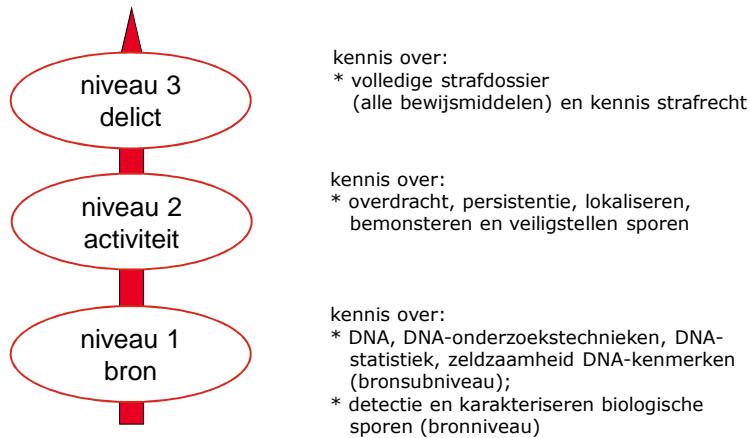 niveau 3
delict
kennis over:
* volledige strafdossier
(alle bewijsmiddelen) en kennis strafrecht
niveau 2
activiteit
kennis over:
* overdracht, persistentie, lokaliseren,
bemonsteren en veiligstellen sporen
niveau 1
bron
kennis over:
* DNA, DNA-onderzoekstechnieken, DNA-
statistiek, zeldzaamheid DNA-kenmerken
(bronsubniveau);
* detectie en karakteriseren biologische
sporen (bronniveau)